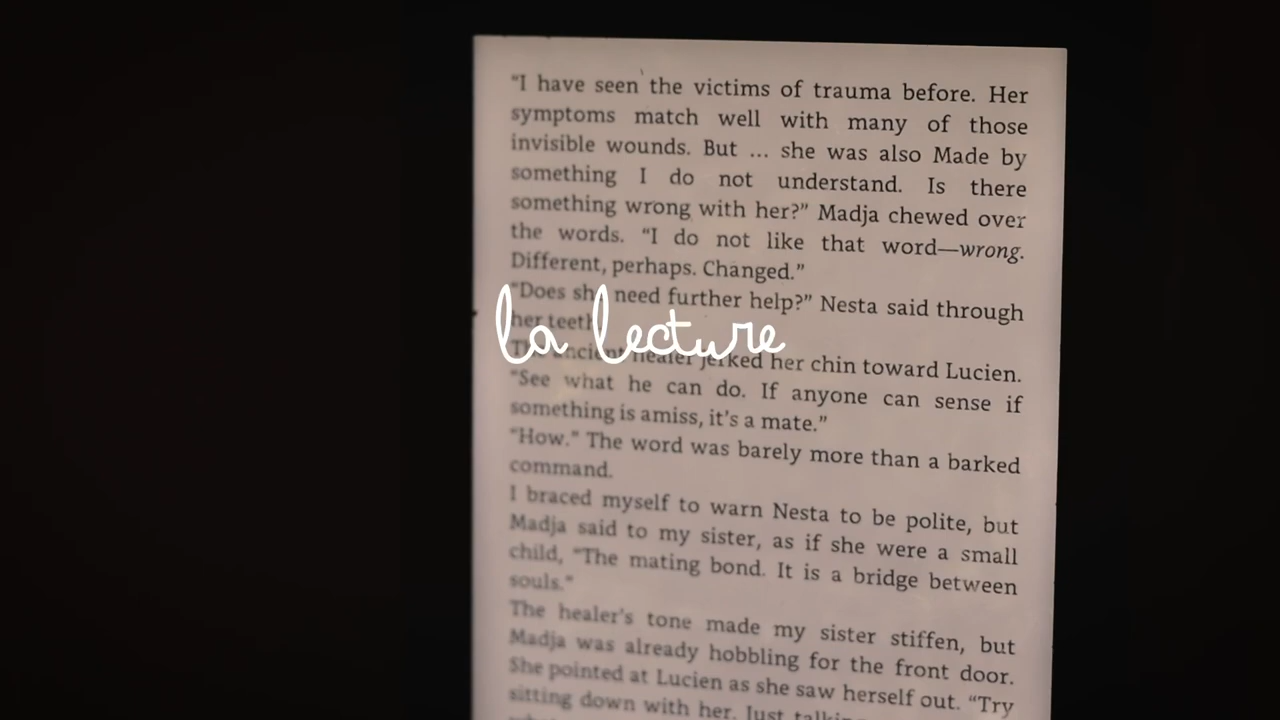 “I have seen the victims of trauma before. Her
symptoms match well with many of those
invisible wounds. But ... she was also Made by
something I do not understand. Is there
something wrong with her?” Madja chewed over
the words. “I do not like that word—wrong.
Different, perhaps. Changed.”
“Does she need further help?” Nesta said through
her teeth.
la lecture
The ancient healer jerked her chin toward Lucien.
“See what he can do. If anyone can sense if
something is amiss, it’s a mate.”
“How.” The word was barely more than a barked
command.
I braced myself to warn Nesta to be polite, but
Madja said to my sister, as if she were a small
child, “The mating bond. It is a bridge between
souls.”
The healer’s tone made my sister stiffen, but
Madja was already hobbling for the front door.
She pointed at Lucien as she saw herself out. “Try
sitting down with her. Just